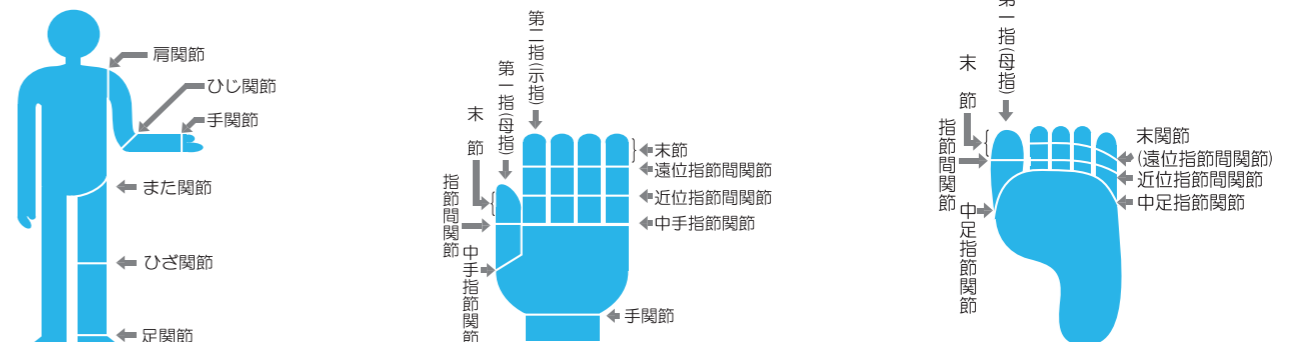 肩関節
ひじ関節
手関節
また関節
ひざ関節
足関節
第二指(示指)
第一指(母指)
末節
指節間関節
中手指節関節
末節
遠位指節間関節
近位指節間関節
中手指節関節
手関節
第一指(母指)
末節
指節間関節
中足指節関節
末関節
(遠位指節間関節)
近位指節間関節
中足指節関節